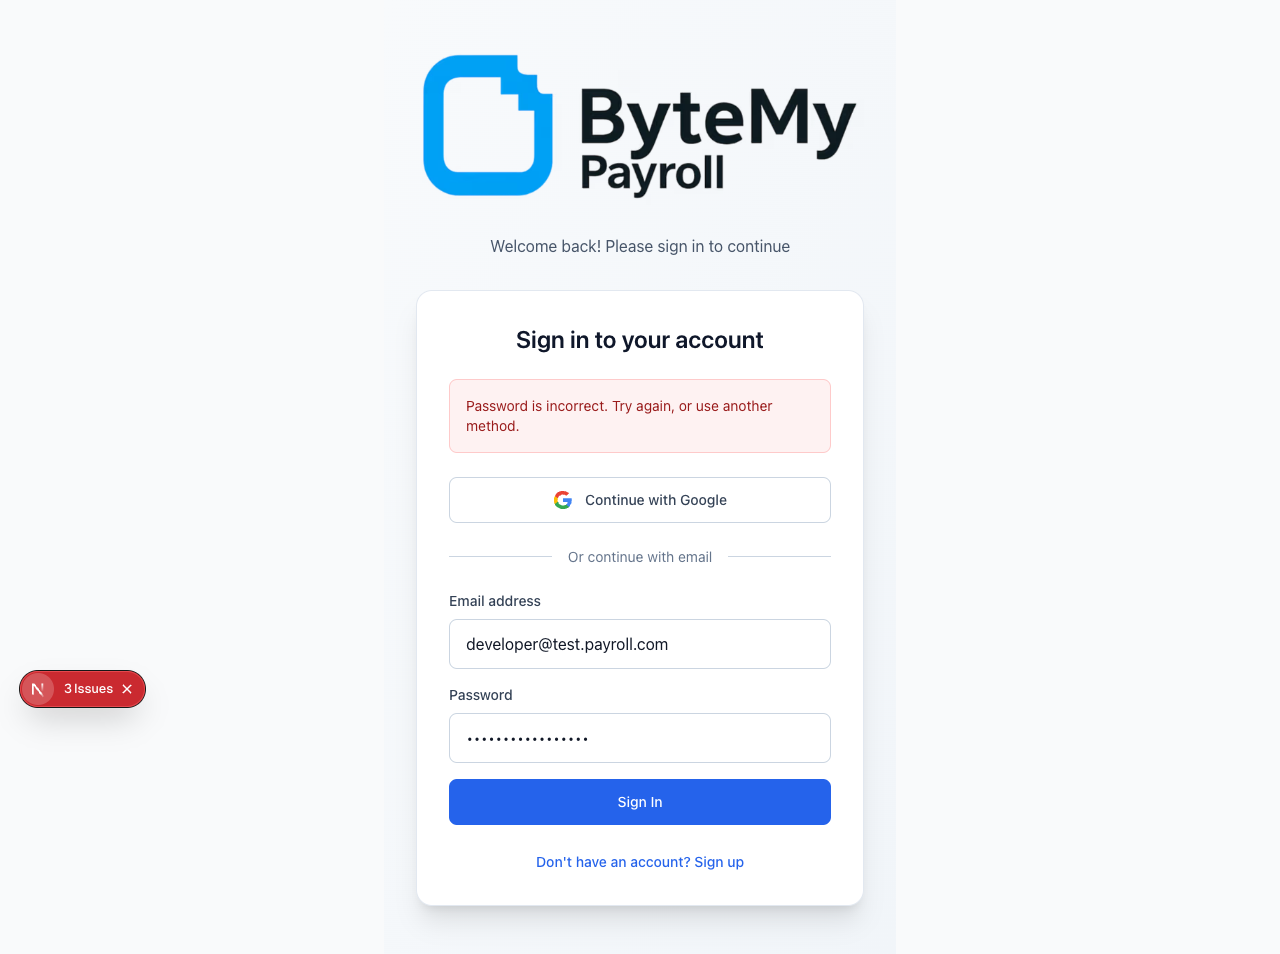 ByteMy
Payroll
Welcome back! Please sign in to continue
Sign in to your account
Password is incorrect. Try again, or use another
method.
Continue with Google
Or continue with email
Email address
developer@test.payroll.com
Password
•••••••••••••••••
Sign In
Don't have an account? Sign up
3 Issues